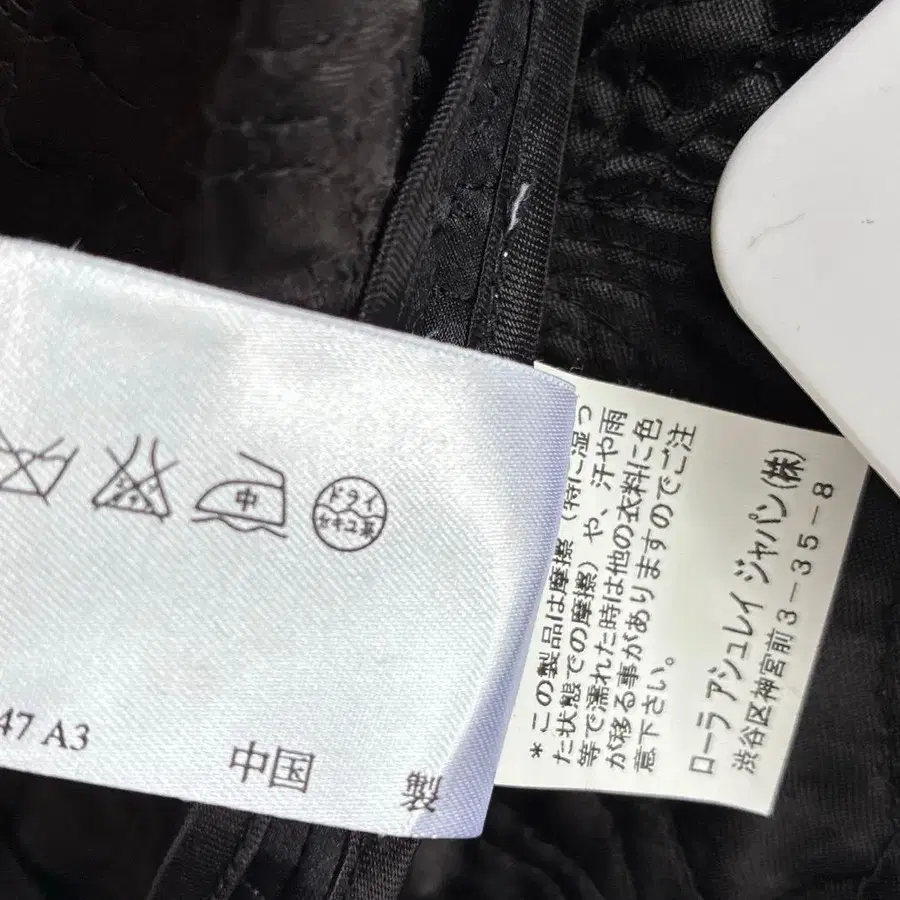 中
ドライ
セキユ系
47 A3
中国
*この製品は摩擦（特に湿っ
た状態での摩擦）や、汗や雨
等で濡れた時は他の衣料に色
が移る事がありますのでご注
意下さい。
ローラ アシュレイ ジャパン(株)
渋谷区神宮前3-35-8